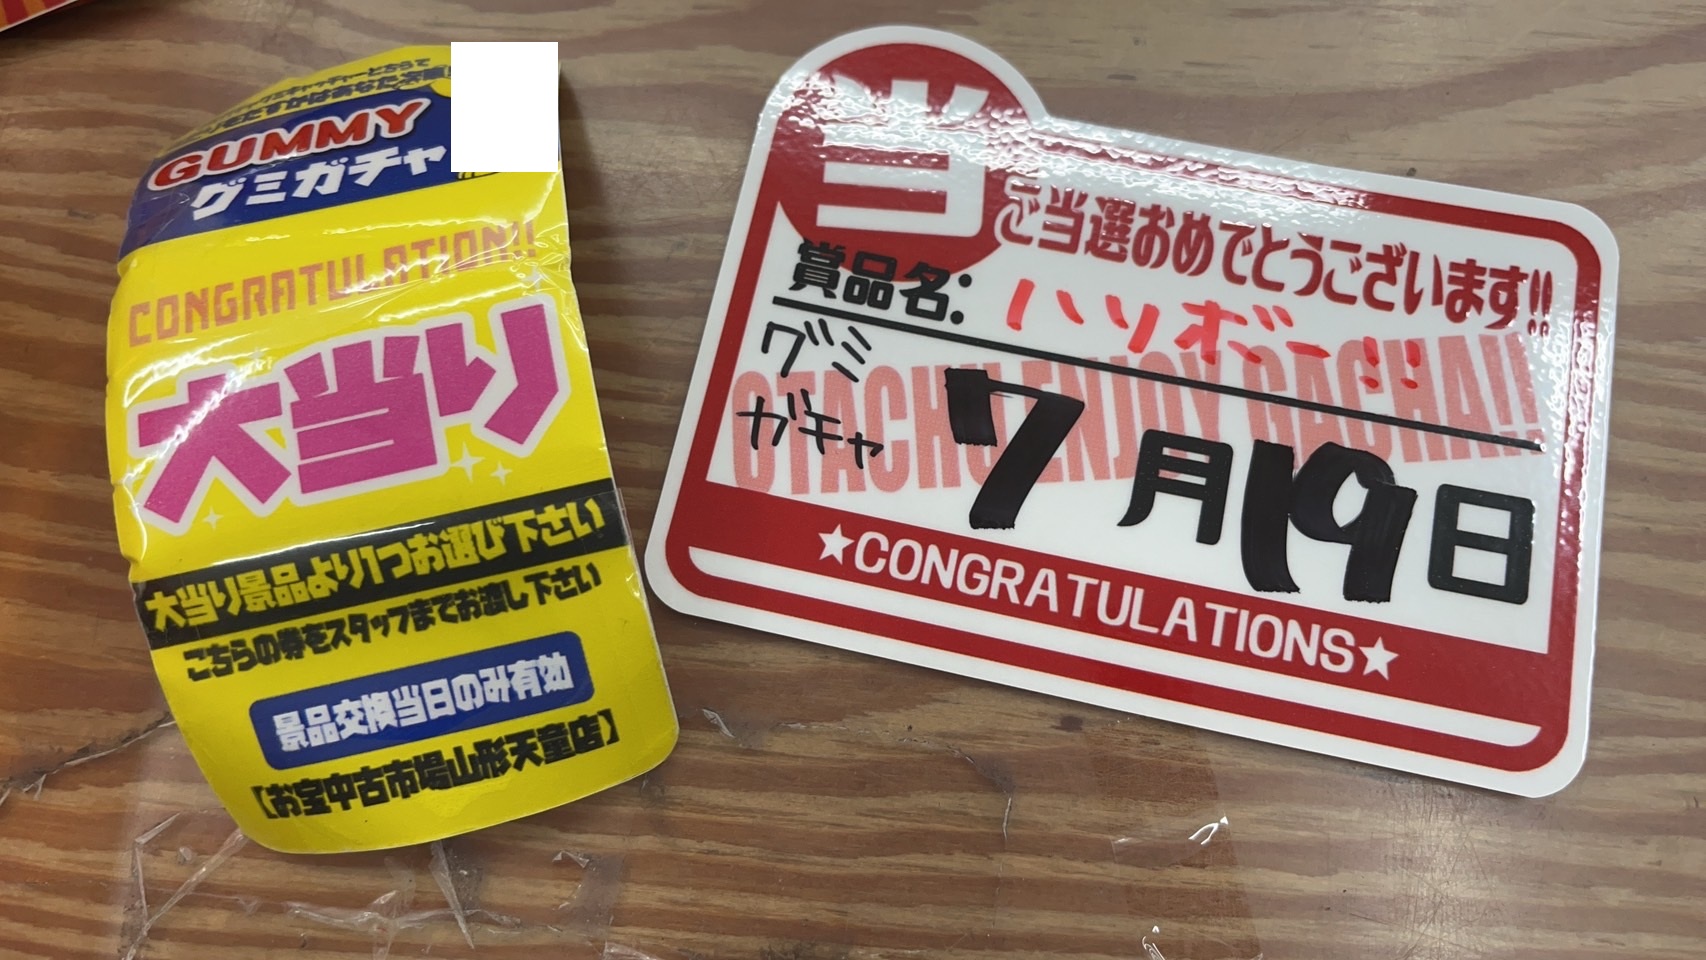 GUMMY
グミガチャ
CONGRATULATION!!
大当り
大当り景品より1つお選び下さい
こちらの券をスタッフまでお渡し下さい
景品交換当日のみ有効
【お宝中古市場山形天童店】
当
ご当選おめでとうございます!!
賞品名:ハリボー!!
グミ
ガチャ
OTACHU ENJOY GACHA!!
7月19日
★CONGRATULATIONS★